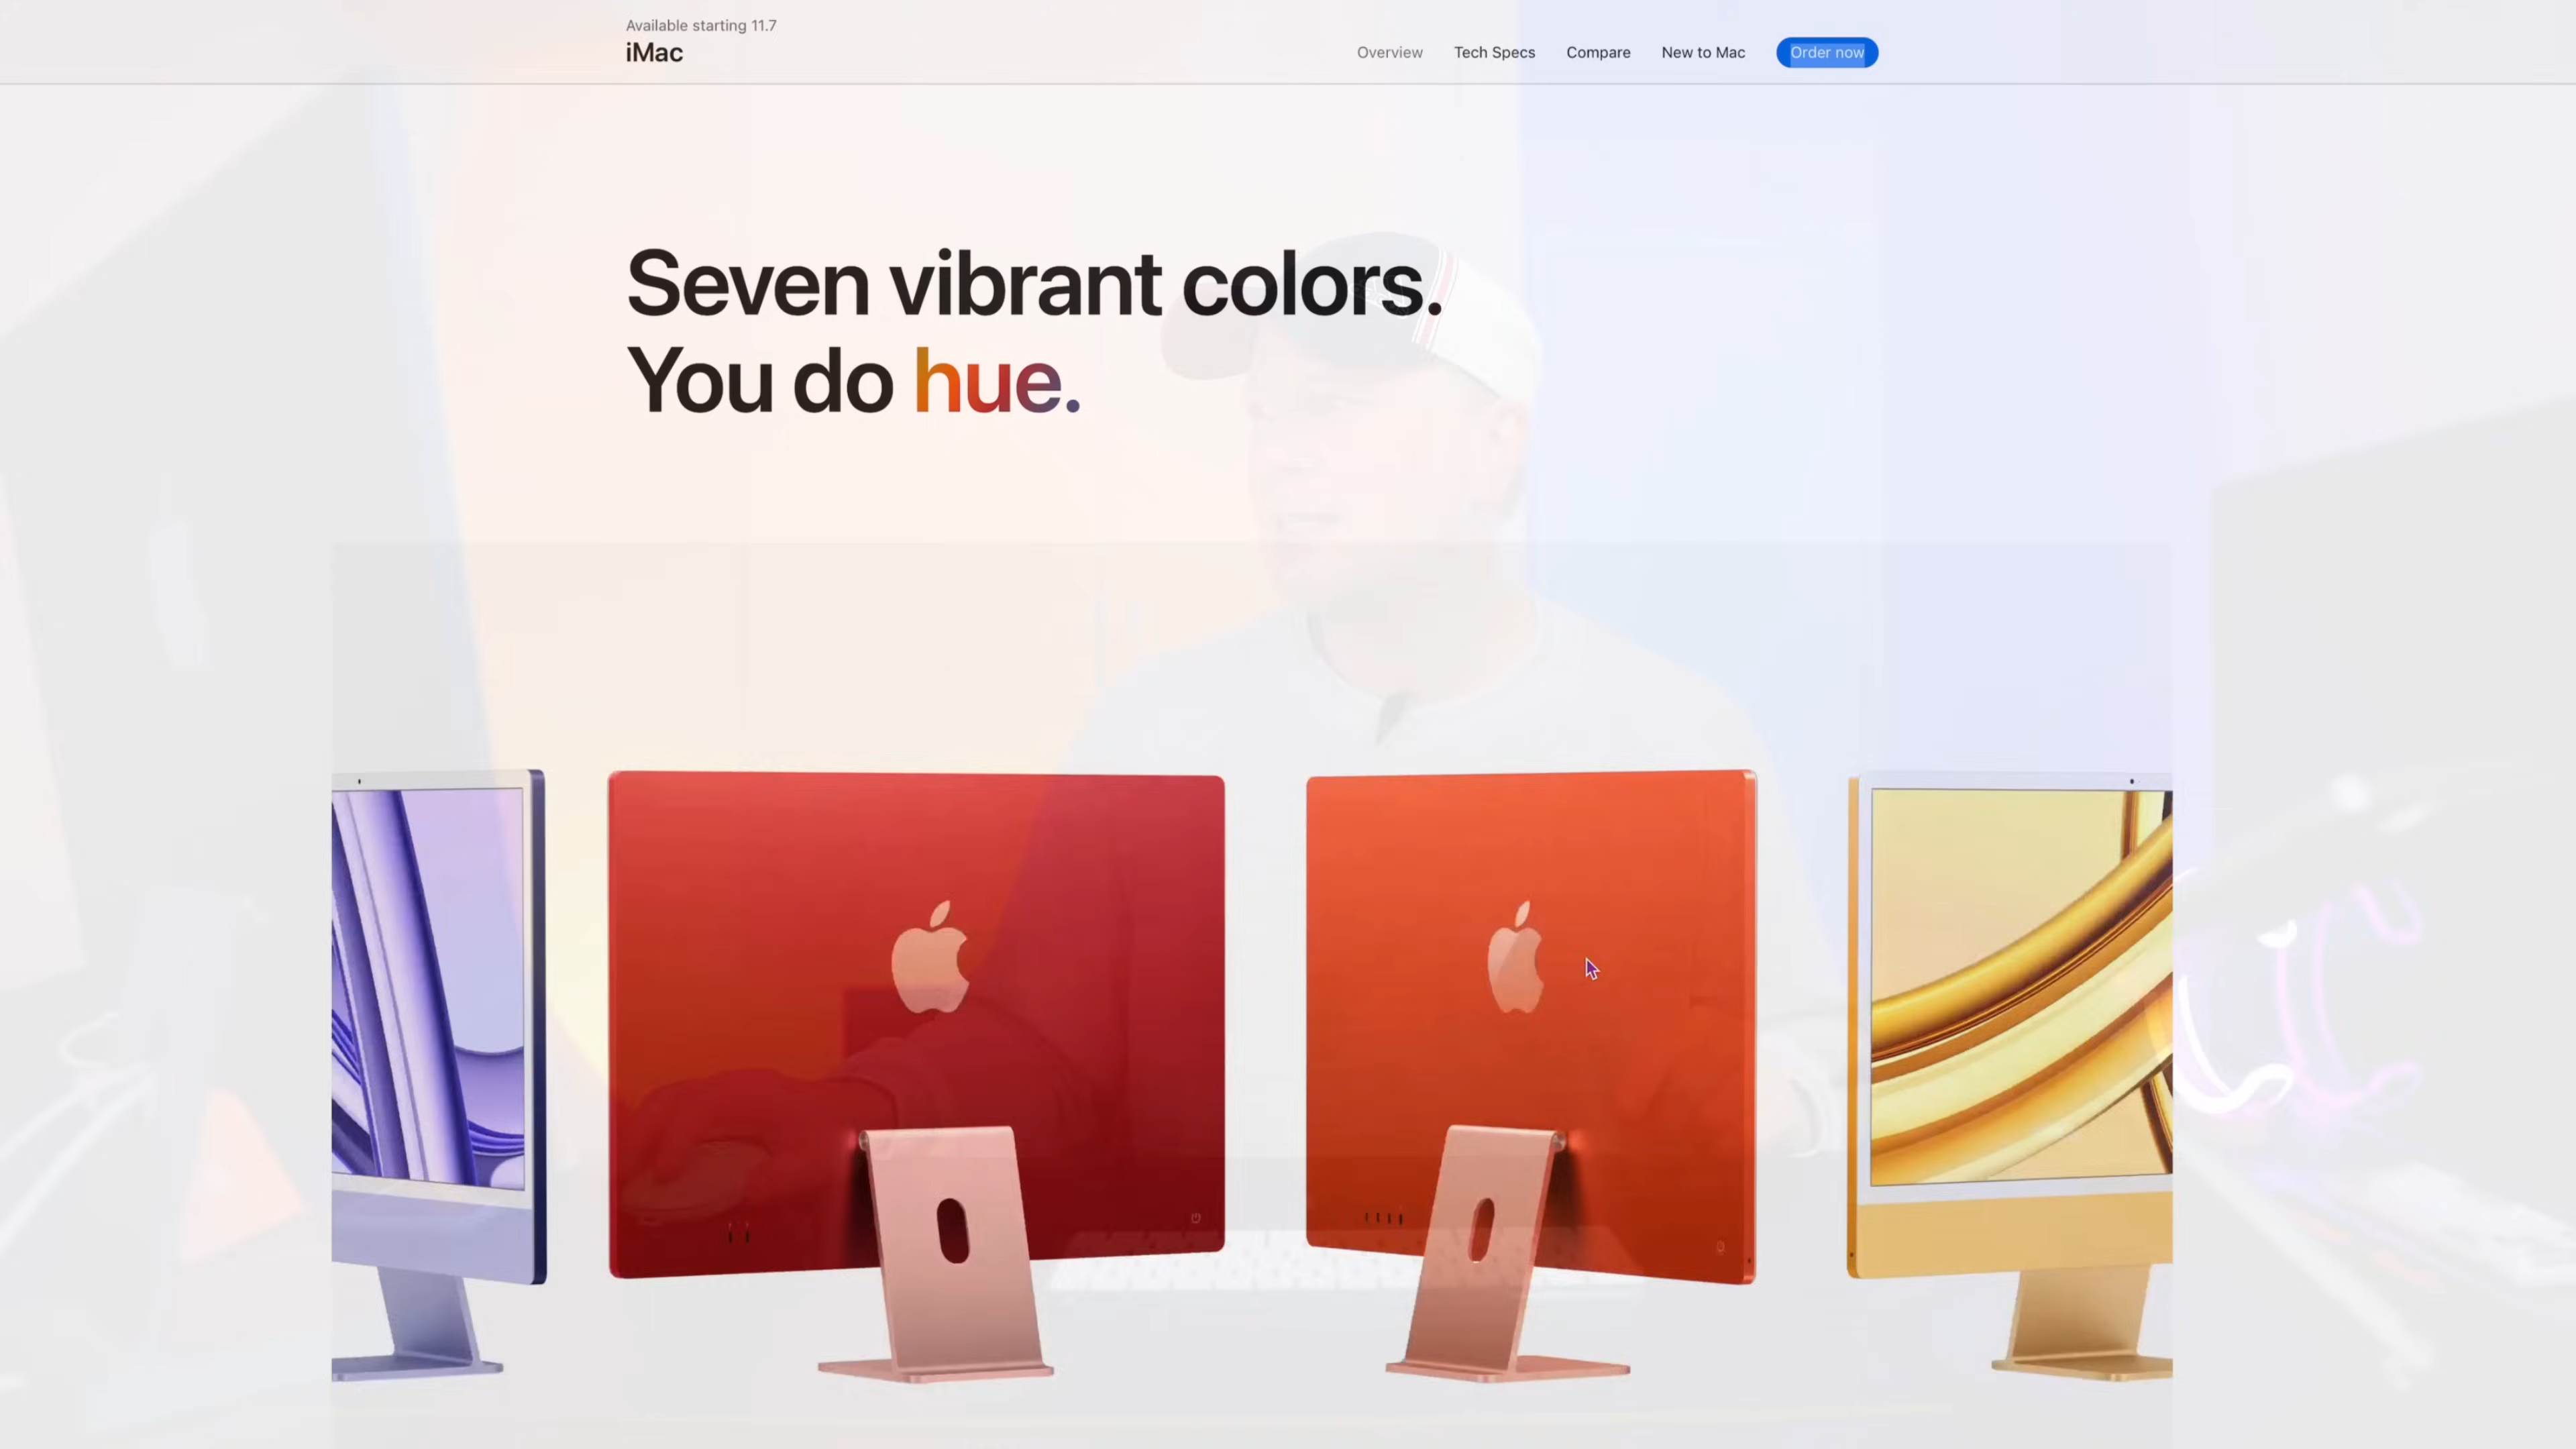 Available starting 11.7
iMac
Overview
Tech Specs
Compare
New to Mac
Order now
Seven vibrant colors.
You do hue.